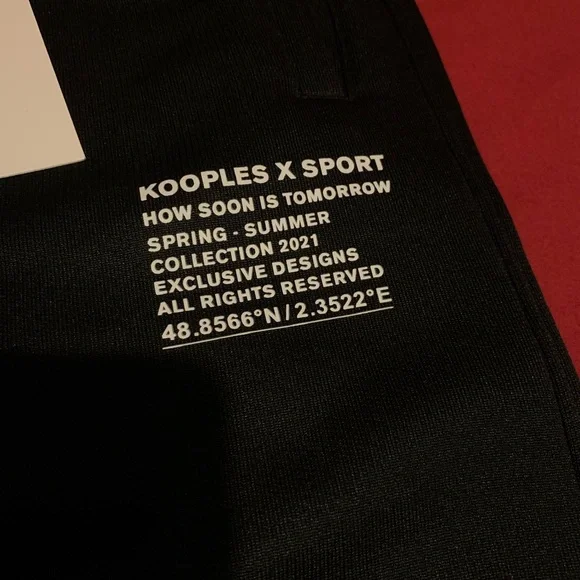 KOOPLES X SPORT
HOW SOON IS TOMORROW
SPRING - SUMMER
COLLECTION 2021
EXCLUSIVE DESIGNS
ALL RIGHTS RESERVED
48.8566°N/2.3522°E